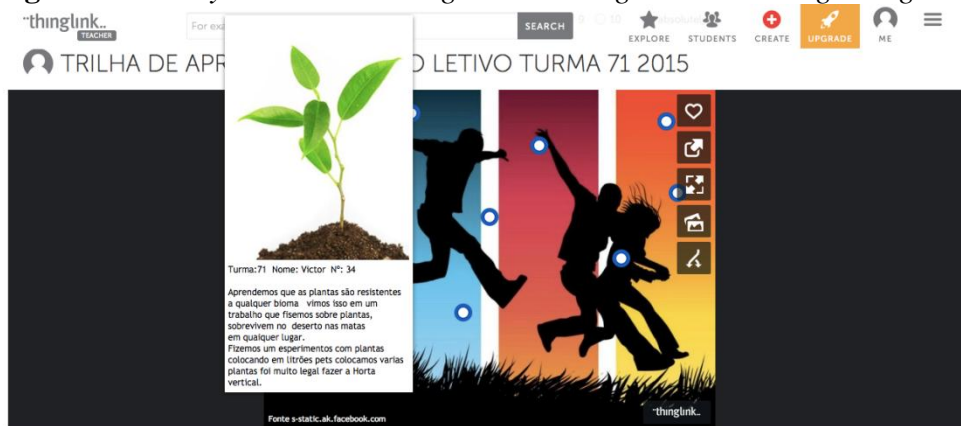 thinglink..
TEACHER
For exa
SEARCH
EXPLORE
STUDENTS
CREATE
UPGRADE
ME
TRILHA DE APR
O LETIVO TURMA 71 2015
Turma:71 Nome: Victor Nº: 34
Aprendemos que as plantas são resistentes
a qualquer bioma vimos isso em um
trabalho que fisemos sobre plantas,
sobrevivem no deserto nas matas
em qualquer lugar.
Fizemos um esperimentos com plantas
colocando em litrões pets colocamos varias
plantas foi muito legal fazer a Horta
vertical.
Fonte s-static.ak.facebook.com
thinglink..